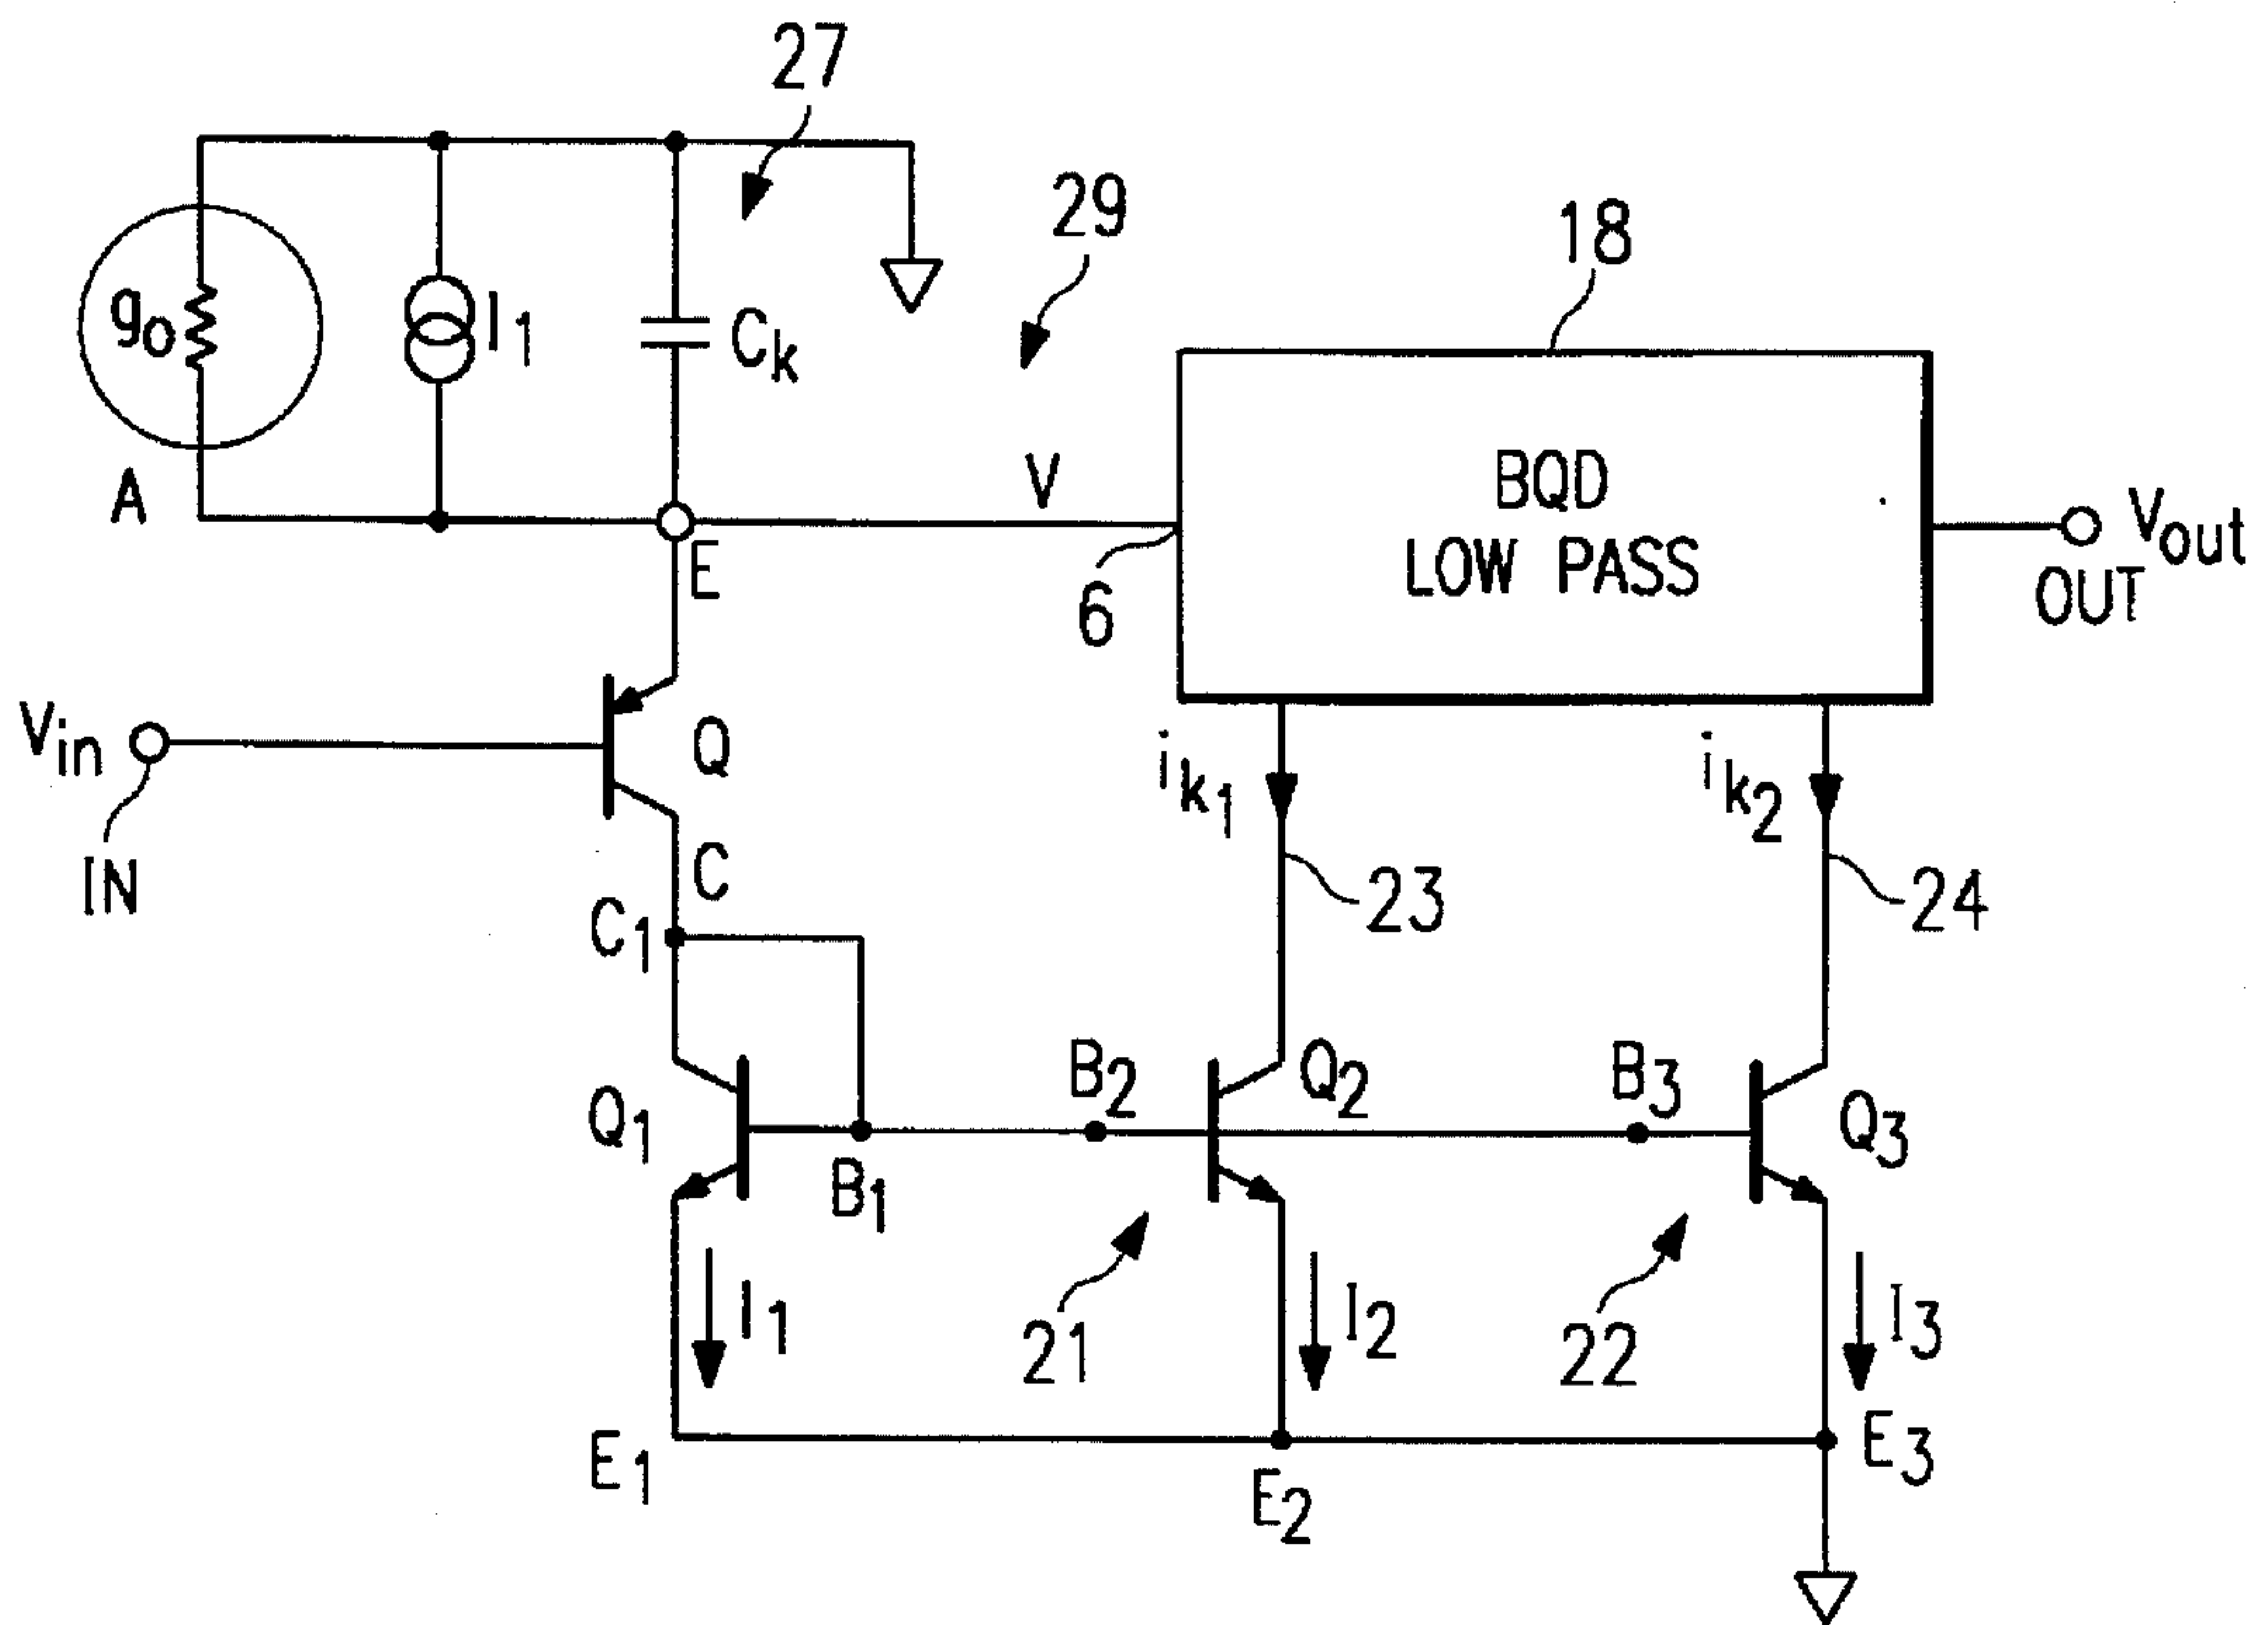 27
29
18
g0
I1
Ck
A
V
BQD
LOW PASS
Vout
OUT
E
6
Vin
Q
ik1
ik2
IN
C
C1
23
24
B2
Q2
B3
Q1
Q3
B1
I1
21
I2
22
I3
E1
E2
E3